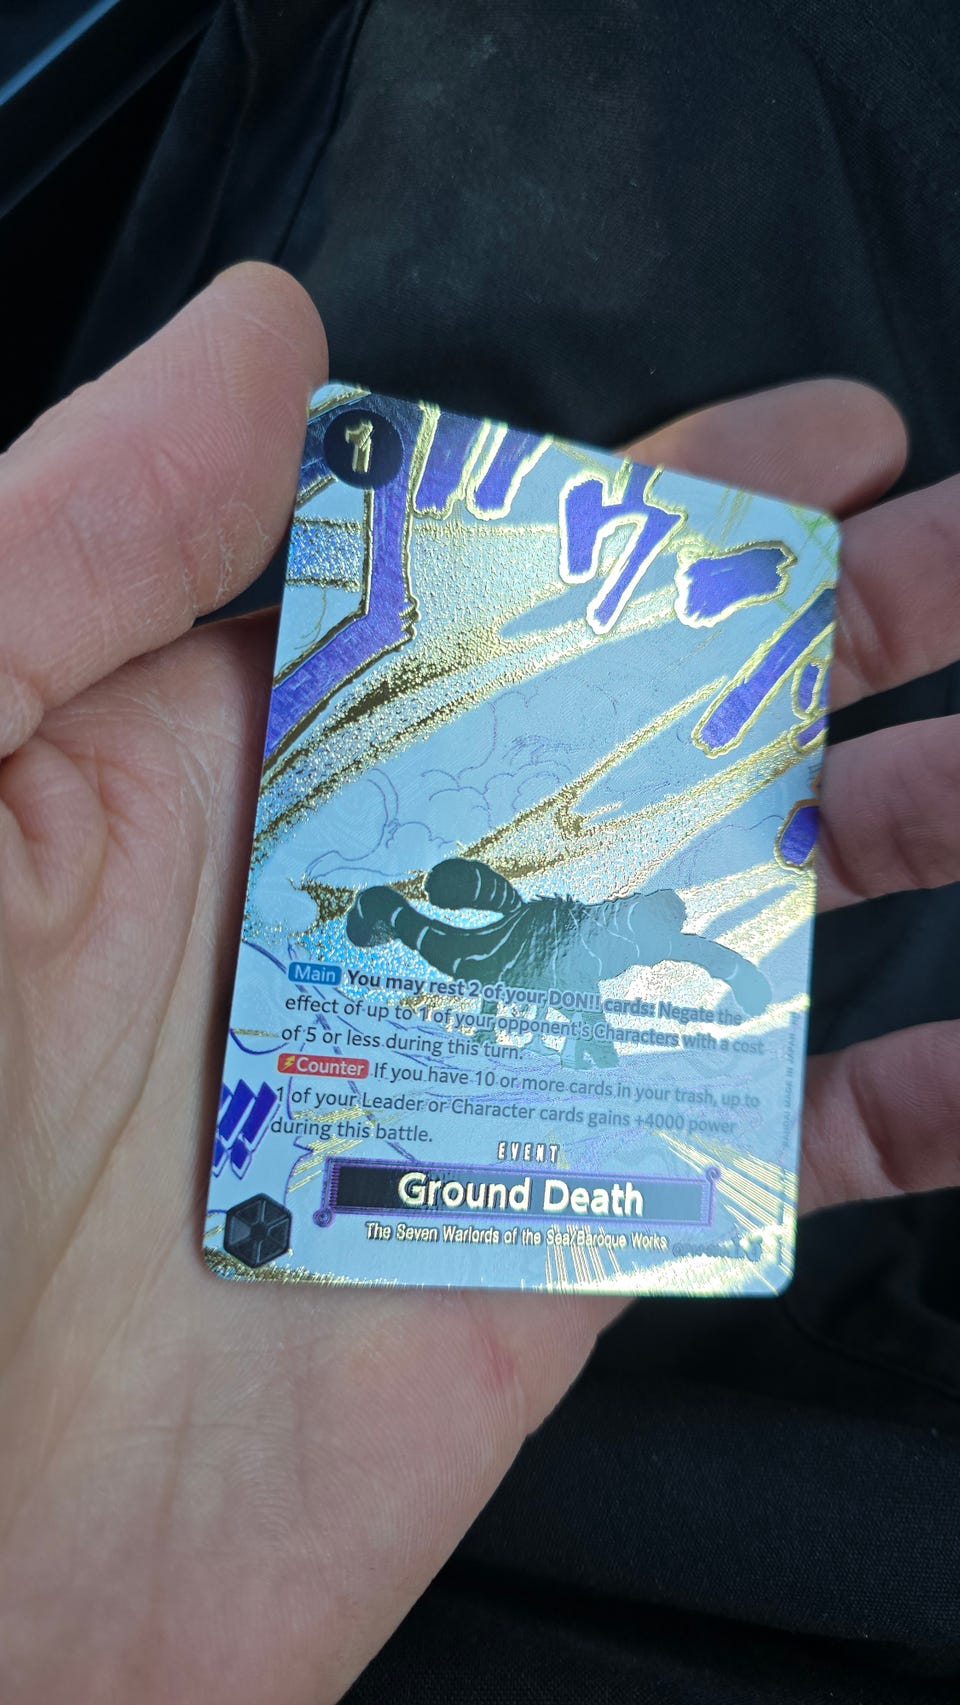 1
Main You may rest 2 of your DON!! cards: Negate the
effect of up to 1 of your opponent's Characters with a cost
of 5 or less during this turn.
Counter If you have 10 or more cards in your trash, up to
1 of your Leader or Character cards gains +4000 power
during this battle.
EVENT
Ground Death
The Seven Warlords of the Sea/Baroque Works